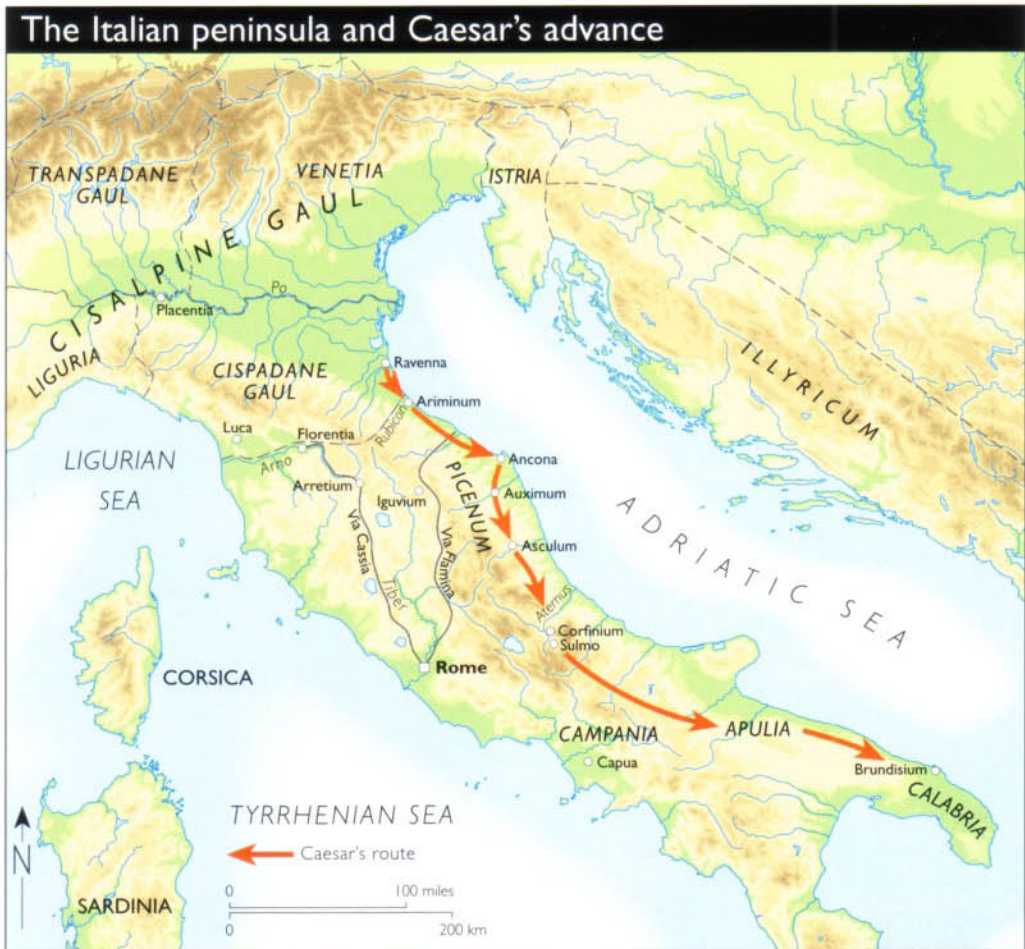 The Italian peninsula and Caesar's advance
TRANSPADANE
GAUL
VENETIA
ISTRIA
CISALPINE GAUL
Po
Placentia
LIGURIA
CISPADANE
GAUL
Ravenna
Ariminum
Rubicon
ILLYRICUM
Luca
Florentia
Arno
Ancona
LIGURIAN
SEA
Arretium
Iguvium
PICENUM
Auximum
Via Cassia
Via Flamina
ADRIATIC SEA
Asculum
Tiber
Aternus
Corfinium
Sulmo
Rome
CORSICA
CAMPANIA
APULIA
Capua
Brundisium
CALABRIA
TYRRHENIAN SEA
N
Caesar's route
0 100 miles
0 200 km
SARDINIA